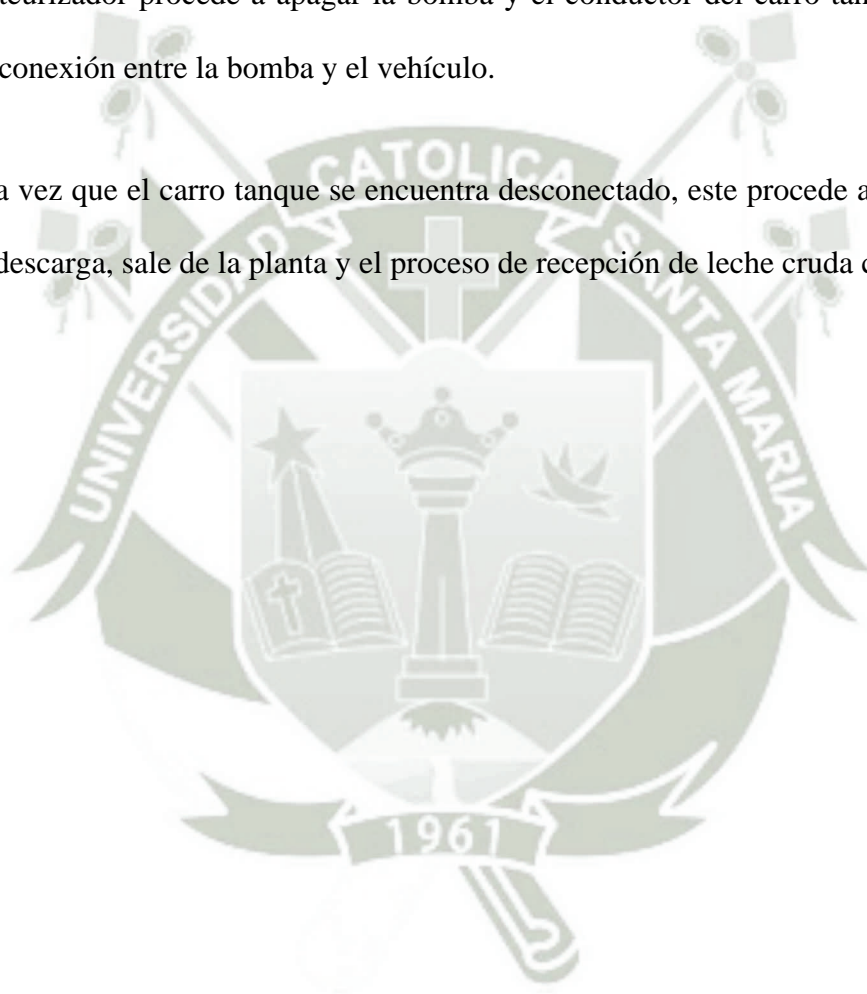 procede a apagar la bomba y el conductor del carro
conexión entre la bomba y el vehículo.
vez que el carro tanque se encuentra desconectado, este procede a
descarga, sale de la planta y el proceso de recepción de leche cruda
UNIVERSIDAD CATOLICA SANTA MARIA
1961